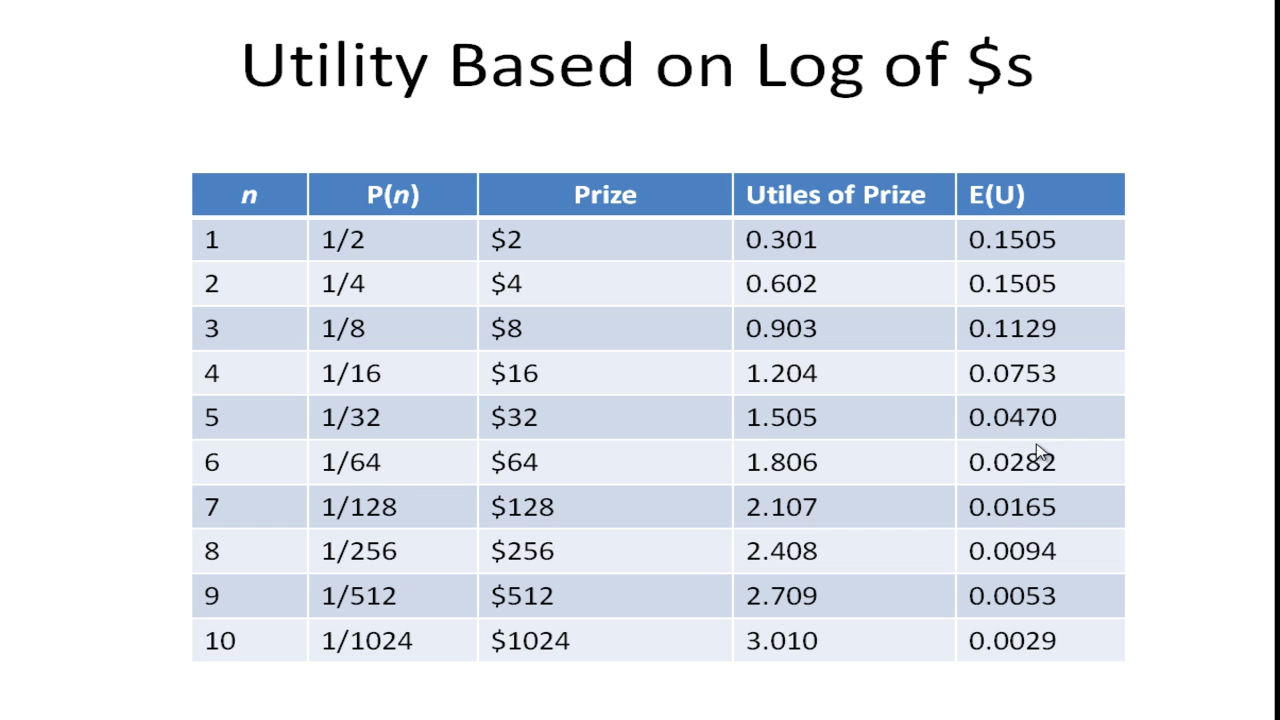 Utility Based on Log of $s
n P(n) Prize Utiles of Prize E(U)
1 1/2 $2 0.301 0.1505
2 1/4 $4 0.602 0.1505
3 1/8 $8 0.903 0.1129
4 1/16 $16 1.204 0.0753
5 1/32 $32 1.505 0.0470
6 1/64 $64 1.806 0.0282
7 1/128 $128 2.107 0.0165
8 1/256 $256 2.408 0.0094
9 1/512 $512 2.709 0.0053
10 1/1024 $1024 3.010 0.0029